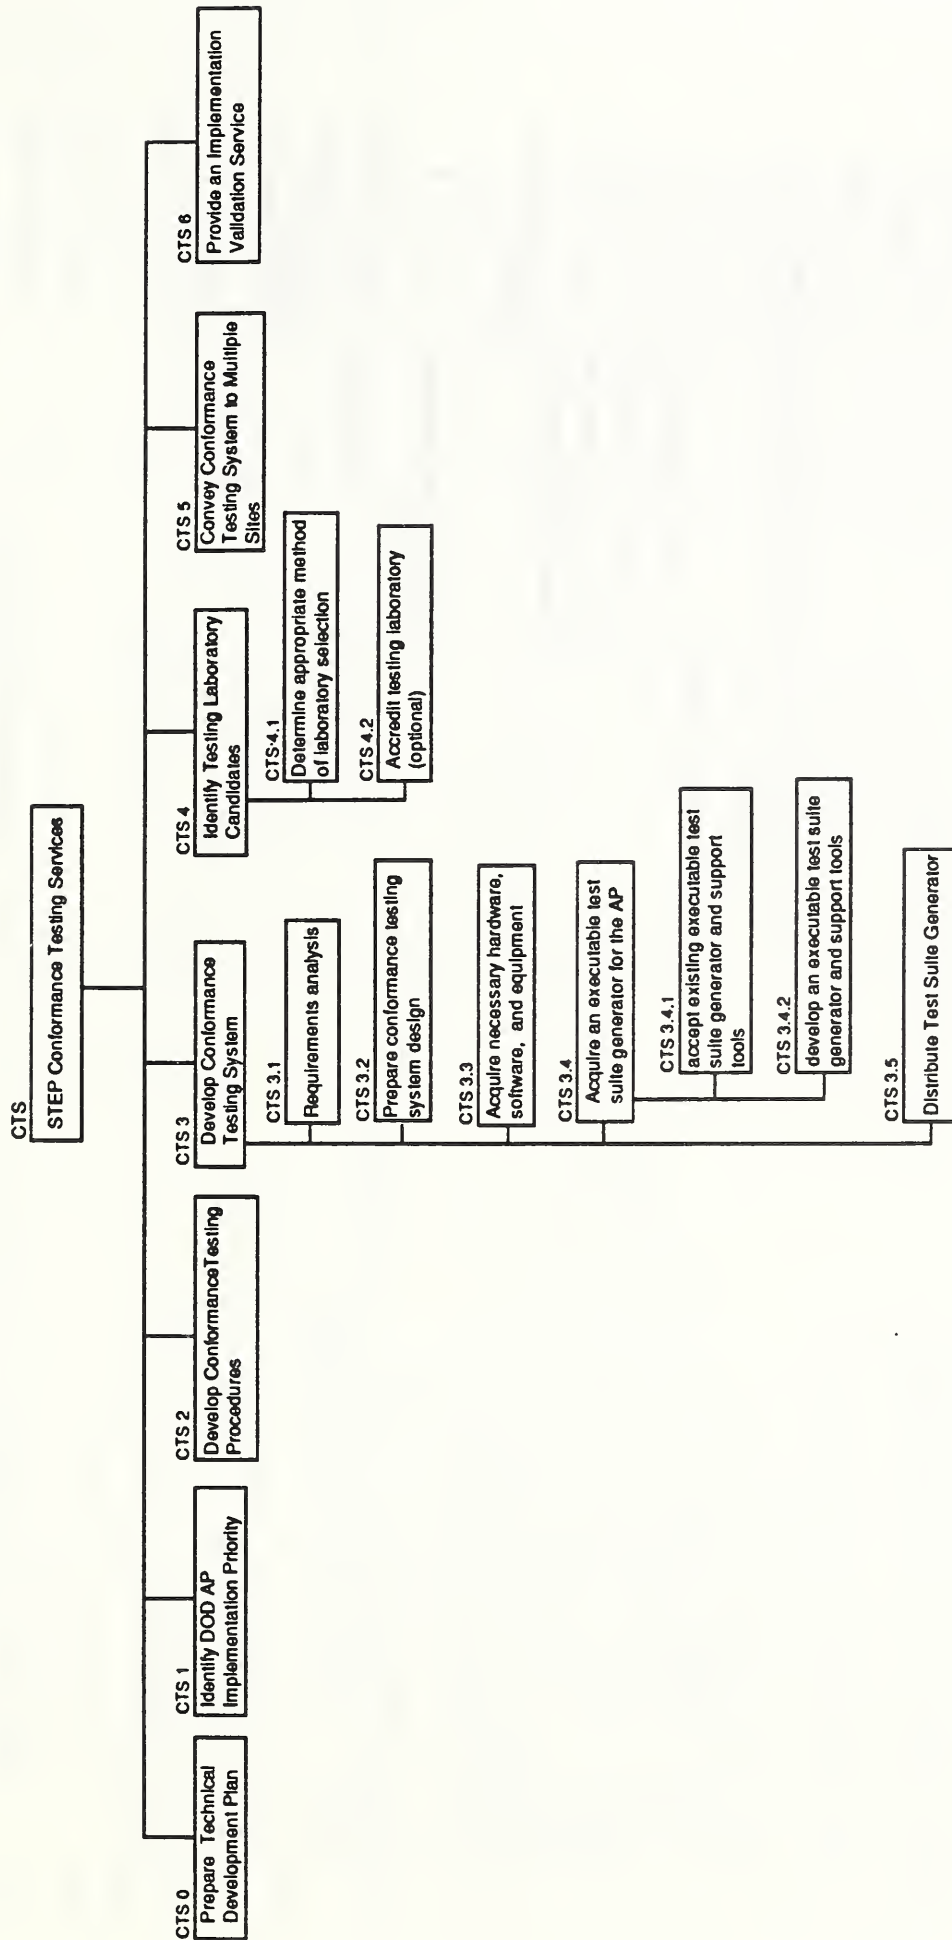 CTS
STEP Conformance Testing Services
CTS 0
Prepare Technical
Development Plan
CTS 1
Identify DOD AP
Implementation Priority
CTS 2
Develop ConformanceTesting
Procedures
CTS 3
Develop Conformance
Testing System
CTS 3.1
Requirements analysis
CTS 3.2
Prepare conformance testing
system design
CTS 3.3
Acquire necessary hardware,
software, and equipment
CTS 3.4
Acquire an executable test
suite generator for the AP
CTS 3.4.1
accept existing executable test
suite generator and support
tools
CTS 3.4.2
develop an executable test suite
generator and support tools
CTS 3.5
Distribute Test Suite Generator
CTS 4
Identify Testing Laboratory
Candidates
CTS 4.1
Determine appropriate method
of laboratory selection
CTS 4.2
Accredit testing laboratory
(optional)
CTS 5
Convey Conformance
Testing System to Multiple
Sites
CTS 6
Provide an Implementation
Validation Service